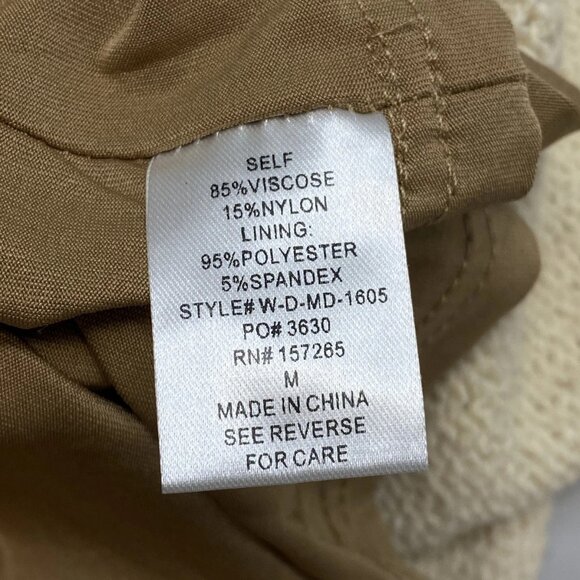 SELF
85%VISCOSE
15%NYLON
LINING:
95%POLYESTER
5%SPANDEX
STYLE# W-D-MD-1605
PO# 3630
RN# 157265
M
MADE IN CHINA
SEE REVERSE
FOR CARE